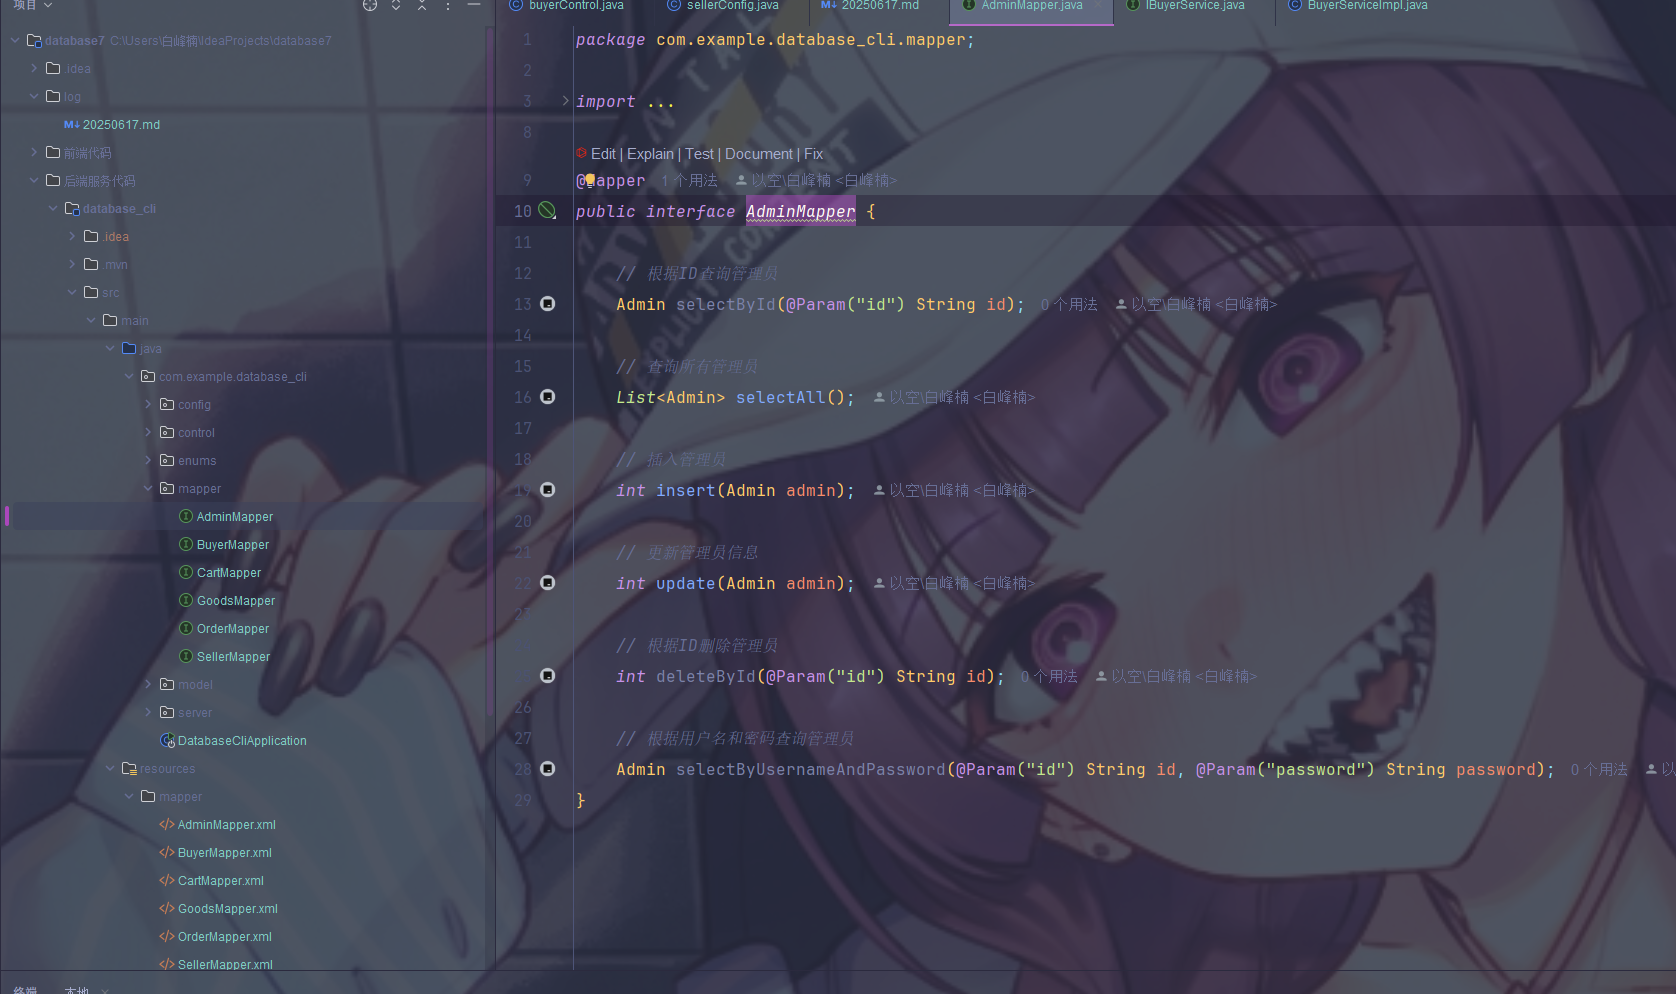 项目
database7 C:\Users\白峰楠\IdeaProjects\database7
.idea
log
20250617.md
前端代码
后端服务代码
database_cli
.idea
.mvn
src
main
java
com.example.database_cli
config
control
enums
mapper
AdminMapper
BuyerMapper
CartMapper
GoodsMapper
OrderMapper
SellerMapper
model
server
DatabaseCliApplication
resources
mapper
AdminMapper.xml
BuyerMapper.xml
CartMapper.xml
GoodsMapper.xml
OrderMapper.xml
SellerMapper.xml
终端 本地
buyerControl.java sellerConfig.java 20250617.md AdminMapper.java IBuyerService.java BuyerServiceImpl.java
1 package com.example.database_cli.mapper;
2
3 import ...
8
Edit | Explain | Test | Document | Fix
9 @Mapper 1 个用法 以空\白峰楠 <白峰楠>
10 public interface AdminMapper {
11
12 // 根据ID查询管理员
13 Admin selectById(@Param("id") String id); 0 个用法 以空\白峰楠 <白峰楠>
14
15 // 查询所有管理员
16 List<Admin> selectAll(); 以空\白峰楠 <白峰楠>
17
18 // 插入管理员
19 int insert(Admin admin); 以空\白峰楠 <白峰楠>
20
21 // 更新管理员信息
22 int update(Admin admin); 以空\白峰楠 <白峰楠>
23
// 根据ID删除管理员
int deleteById(@Param("id") String id); 0 个用法 以空\白峰楠 <白峰楠>
26
27 // 根据用户名和密码查询管理员
28 Admin selectByUsernameAndPassword(@Param("id") String id, @Param("password") String password); 0 个用法 以
29 }